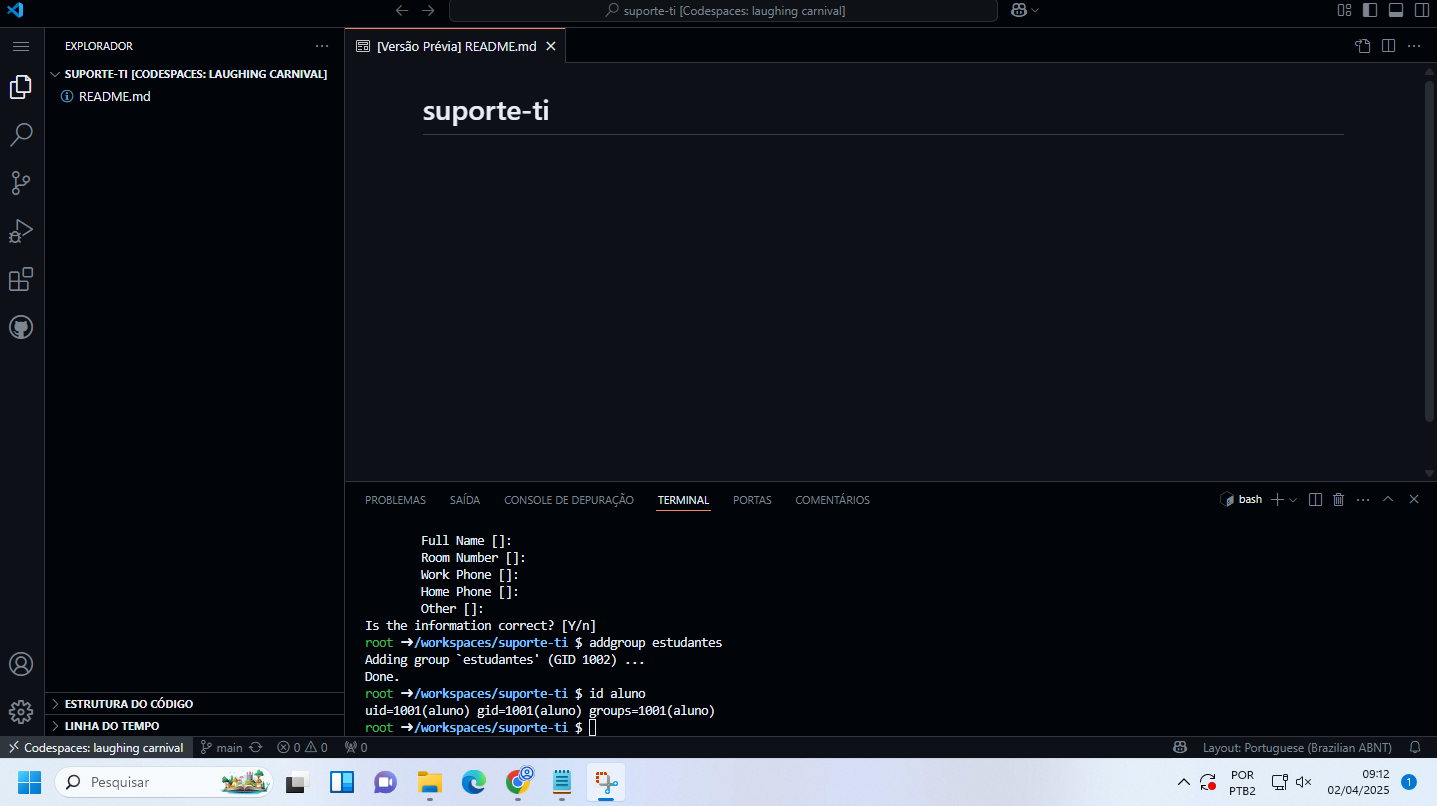 suporte-ti [Codespaces: laughing carnival]
EXPLORADOR
SUPORTE-TI [CODESPACES: LAUGHING CARNIVAL]
README.md
ESTRUTURA DO CÓDIGO
LINHA DO TEMPO
[Versão Prévia] README.md
suporte-ti
PROBLEMAS SAÍDA CONSOLE DE DEPURAÇÃO TERMINAL PORTAS COMENTÁRIOS
bash
Full Name []:
Room Number []:
Work Phone []:
Home Phone []:
Other []:
Is the information correct? [Y/n]
root ➜/workspaces/suporte-ti $ addgroup estudantes
Adding group `estudantes' (GID 1002) ...
Done.
root ➜/workspaces/suporte-ti $ id aluno
uid=1001(aluno) gid=1001(aluno) groups=1001(aluno)
root ➜/workspaces/suporte-ti $
Codespaces: laughing carnival main 0 0 0 Layout: Portuguese (Brazilian ABNT)
Pesquisar
POR
PTB2
09:12
02/04/2025
1